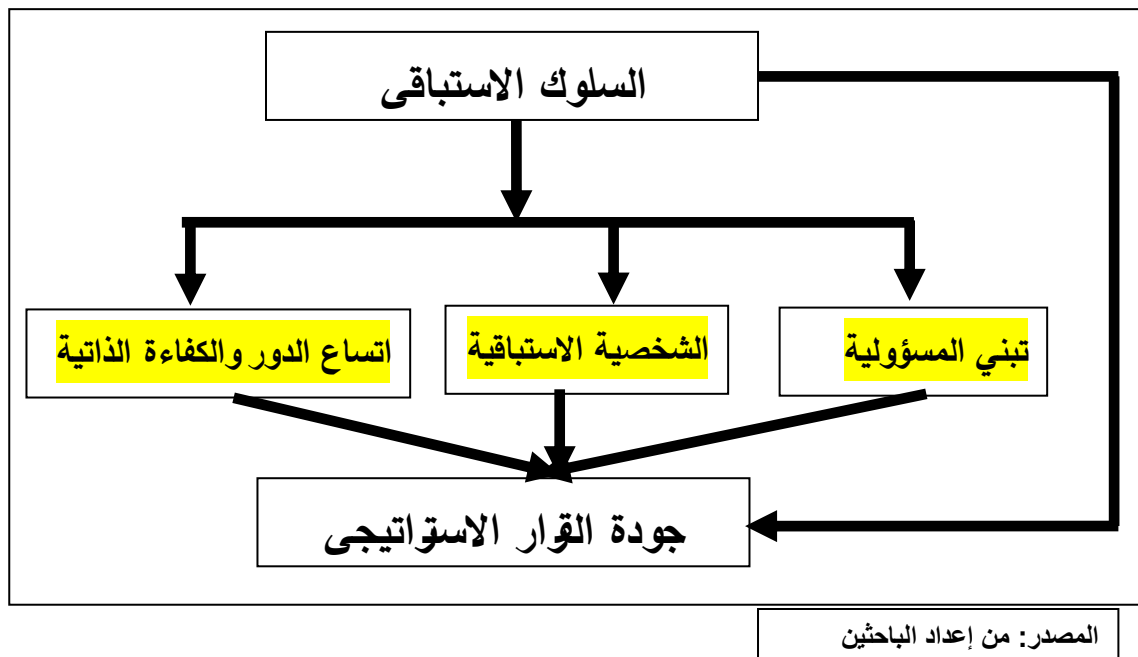 السلوك الاستباقى
تبني المسؤولية
الشخصية الاستباقية
اتساع الدور والكفاءة الذاتية
جودة القرار الاستراتيجى
المصدر: من إعداد الباحثين